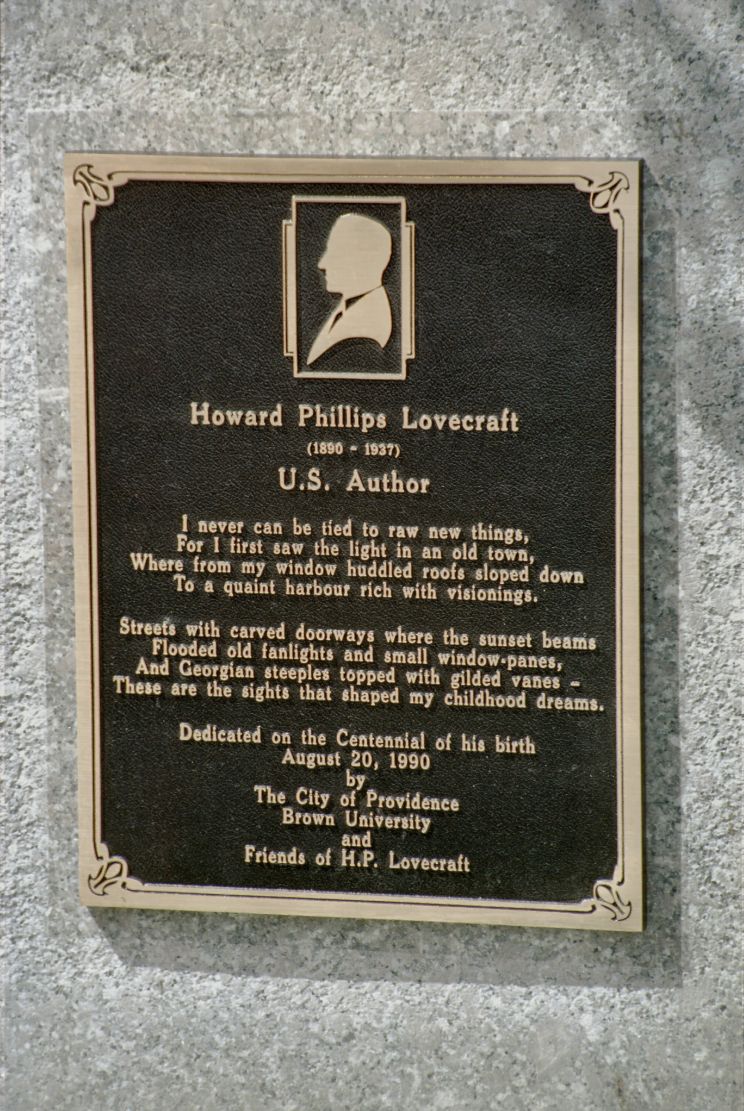 Howard Phillips Lovecraft
(1890 - 1937)
U.S. Author
I never can be tied to raw new things,
For I first saw the light in an old town,
Where from my window huddled roofs sloped down
To a quaint harbour rich with visionings.
Streets with carved doorways where the sunset beams
Flooded old fanlights and small window-panes,
And Georgian steeples topped with gilded vanes –
These are the sights that shaped my childhood dreams.
Dedicated on the Centennial of his birth
August 20, 1990
by
The City of Providence
Brown University
and
Friends of H.P. Lovecraft